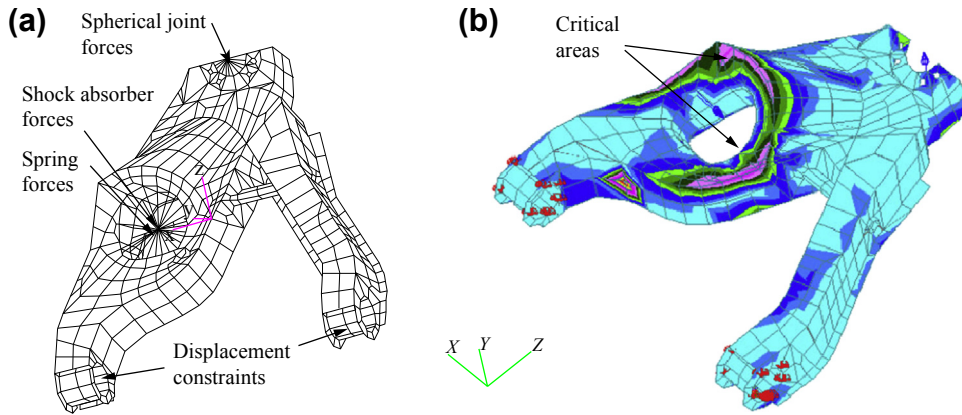 (a)
Spherical joint
forces
Shock absorber
forces
Spring
forces
Z
Displacement
constraints
(b)
Critical
areas
X
Y
Z